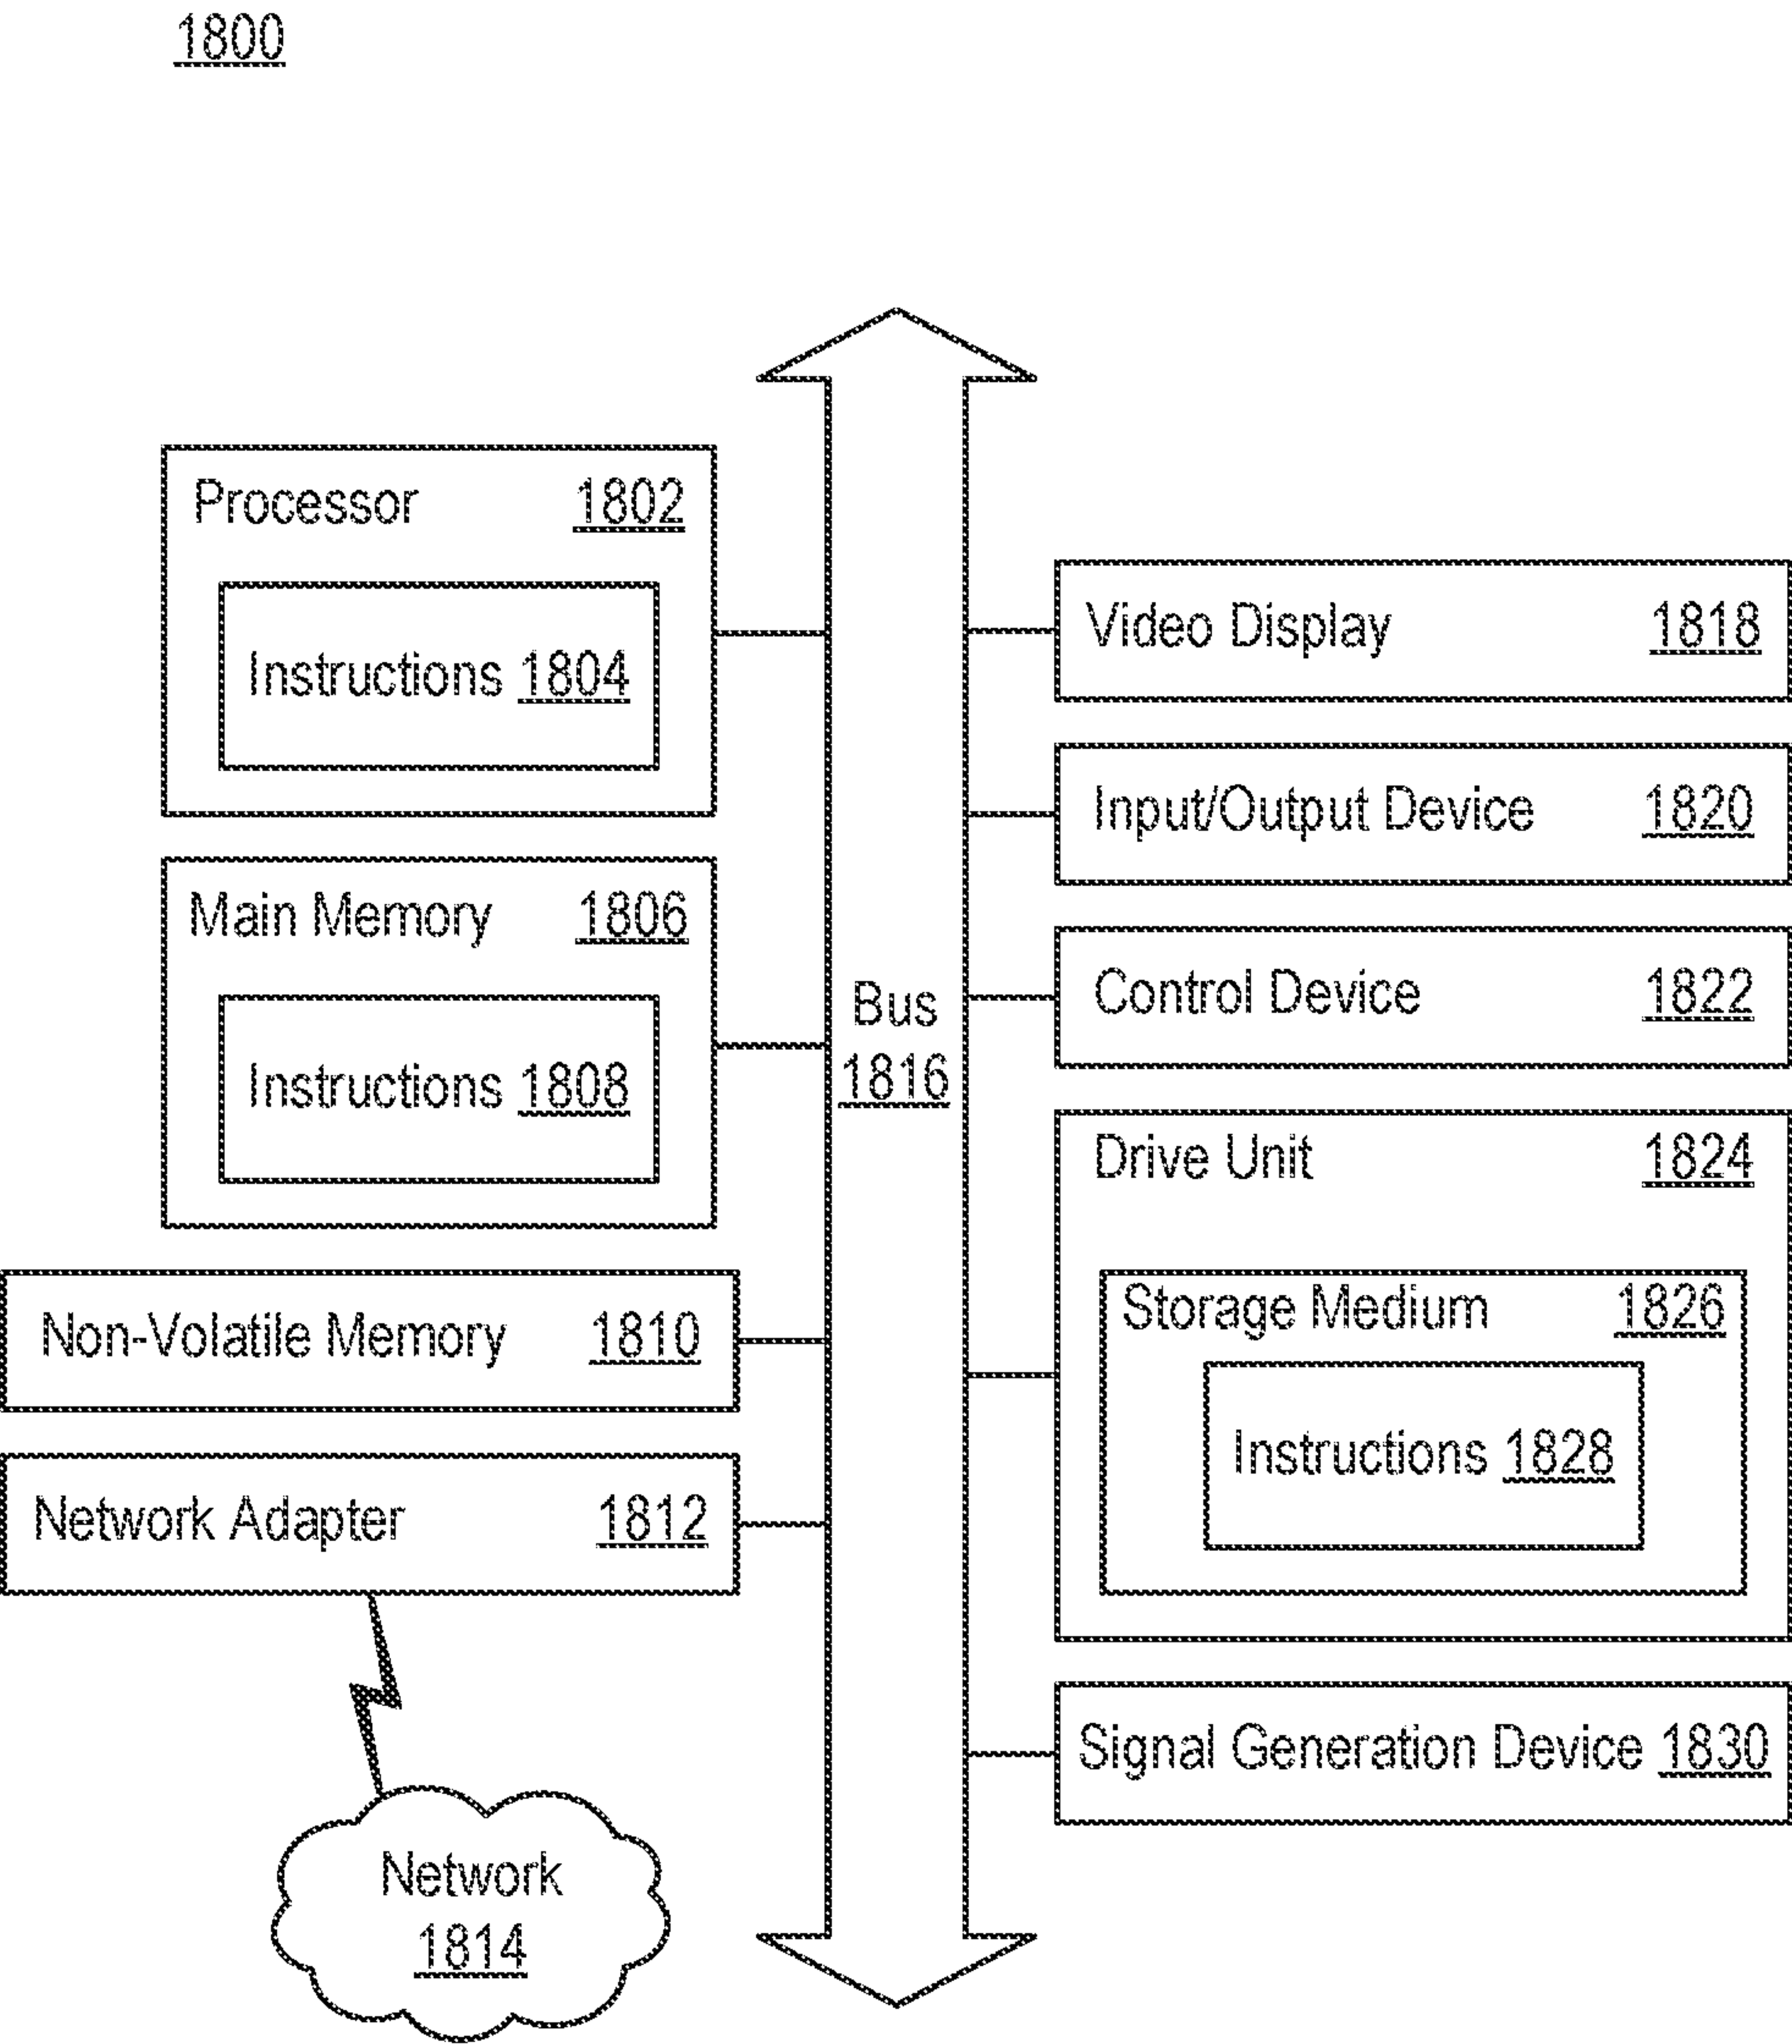 1800
Processor 1802
Instructions 1804
Main Memory 1806
Instructions 1808
Non-Volatile Memory 1810
Network Adapter 1812
Network
1814
Bus
1816
Video Display 1818
Input/Output Device 1820
Control Device 1822
Drive Unit 1824
Storage Medium 1826
Instructions 1828
Signal Generation Device 1830